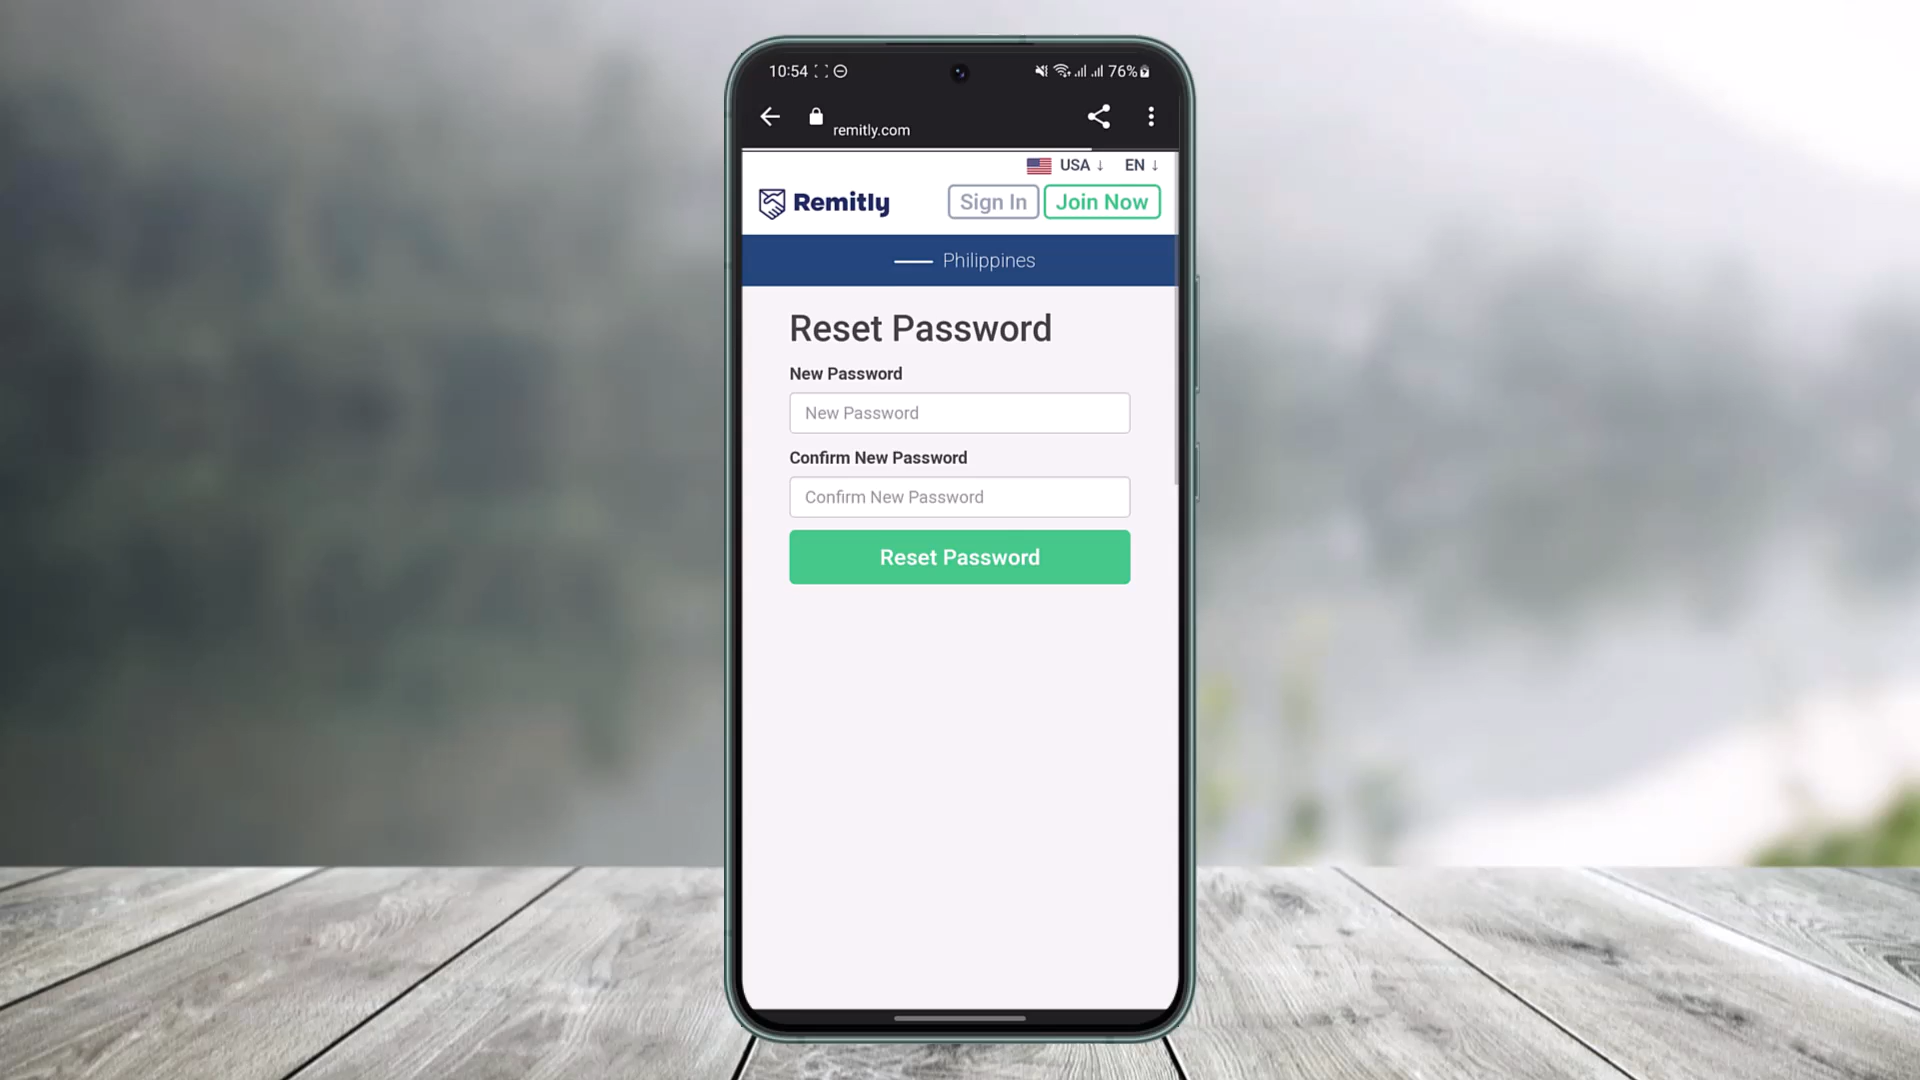 10:54
76%
remitly.com
USA ↓ EN ↓
Remitly
Sign In
Join Now
Philippines
Reset Password
New Password
New Password
Confirm New Password
Confirm New Password
Reset Password